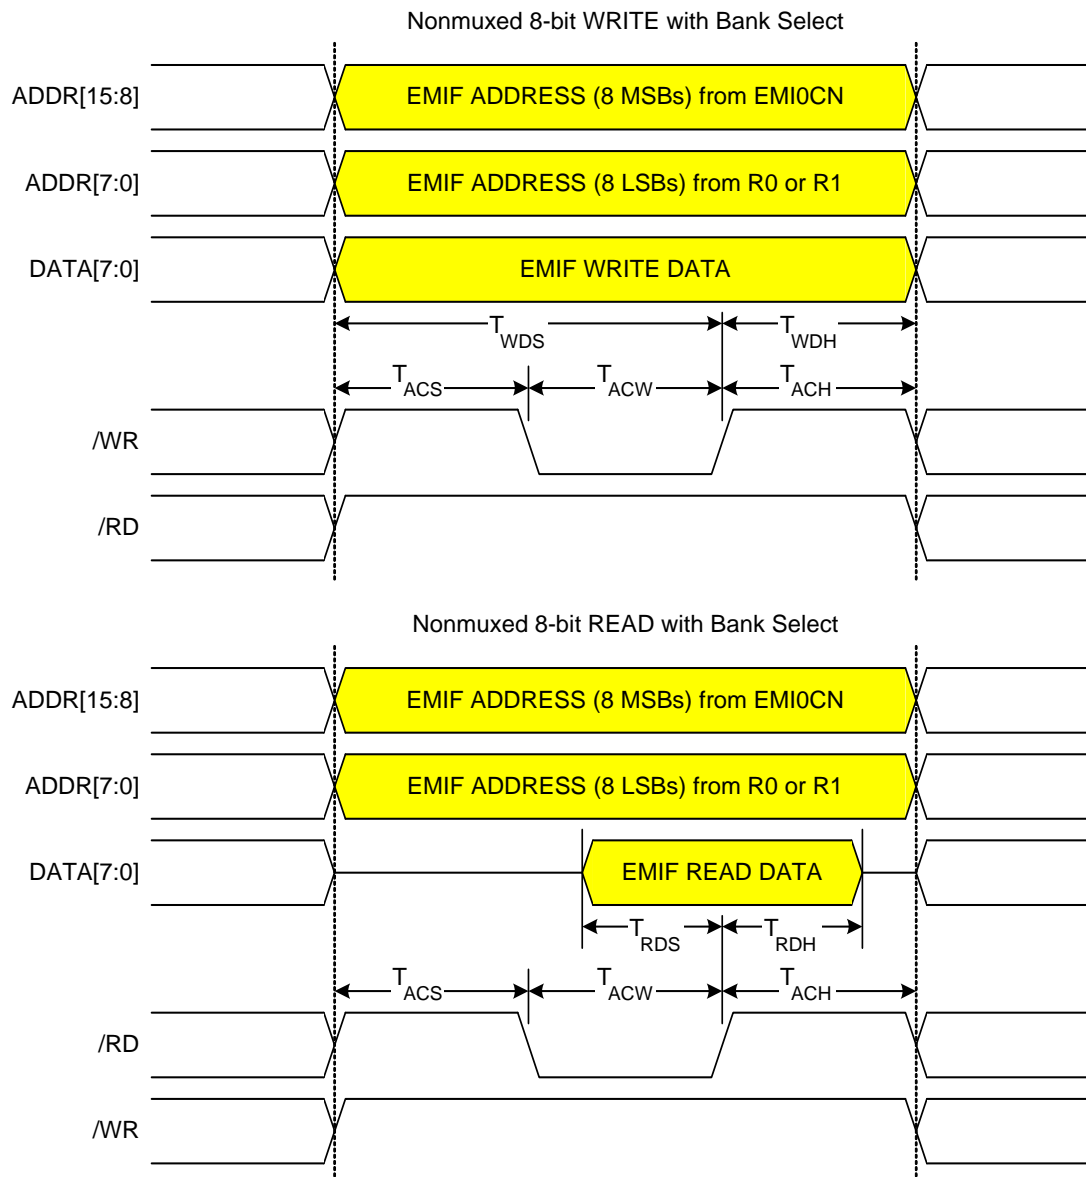 Nonmuxed 8-bit WRITE with Bank Select
ADDR[15:8] EMIF ADDRESS (8 MSBs) from EMI0CN
ADDR[7:0] EMIF ADDRESS (8 LSBs) from R0 or R1
DATA[7:0] EMIF WRITE DATA
TWDS TWDH
TACS TACW TACH
/WR
/RD
Nonmuxed 8-bit READ with Bank Select
ADDR[15:8] EMIF ADDRESS (8 MSBs) from EMI0CN
ADDR[7:0] EMIF ADDRESS (8 LSBs) from R0 or R1
DATA[7:0] EMIF READ DATA
TRDS TRDH
TACS TACW TACH
/RD
/WR